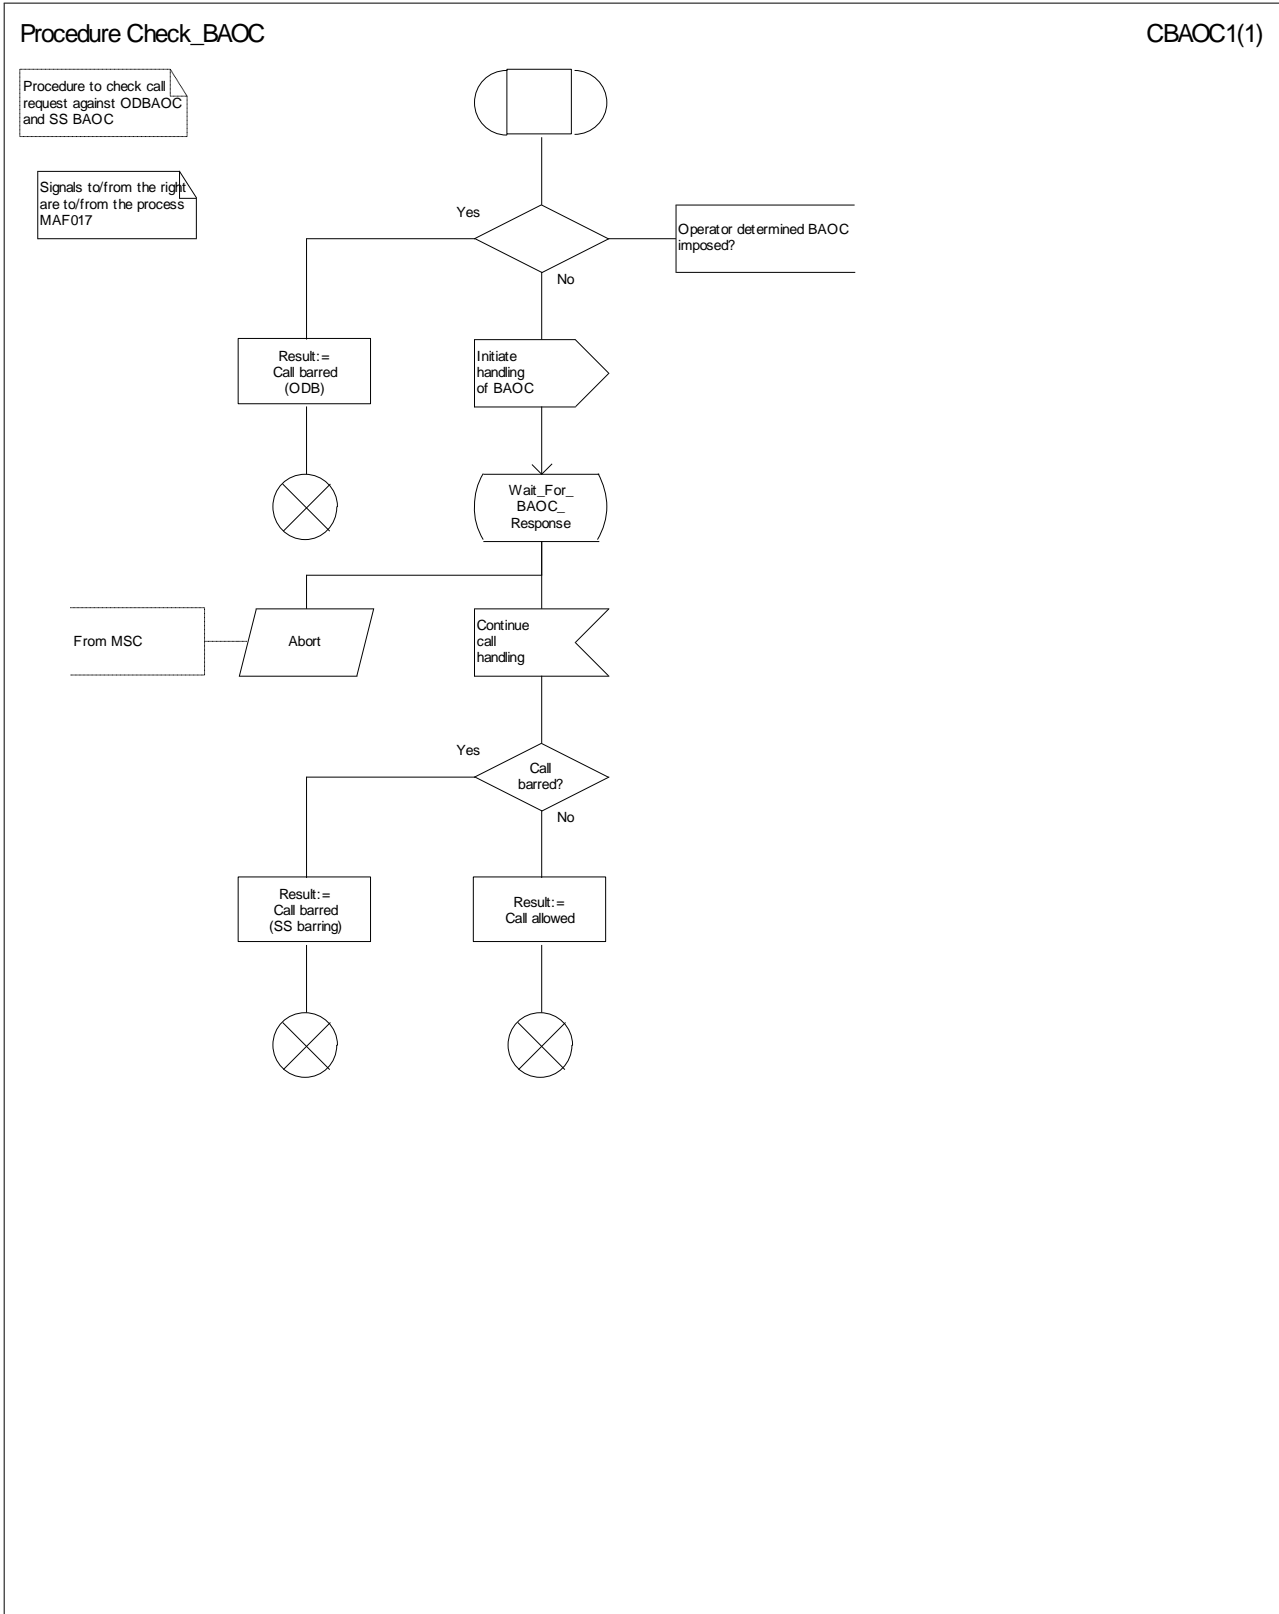 Procedure Check_BAOC
CBAOC1(1)
Procedure to check call
request against ODBAOC
and SS BAOC
Signals to/from the right
are to/from the process
MAF017
Yes
Operator determined BAOC
imposed?
No
Result:=
Call barred
(ODB)
Initiate
handling
of BAOC
Wait_For_
BAOC_
Response
From MSC
Abort
Continue
call
handling
Yes
Call
barred?
No
Result:=
Call barred
(SS barring)
Result:=
Call allowed